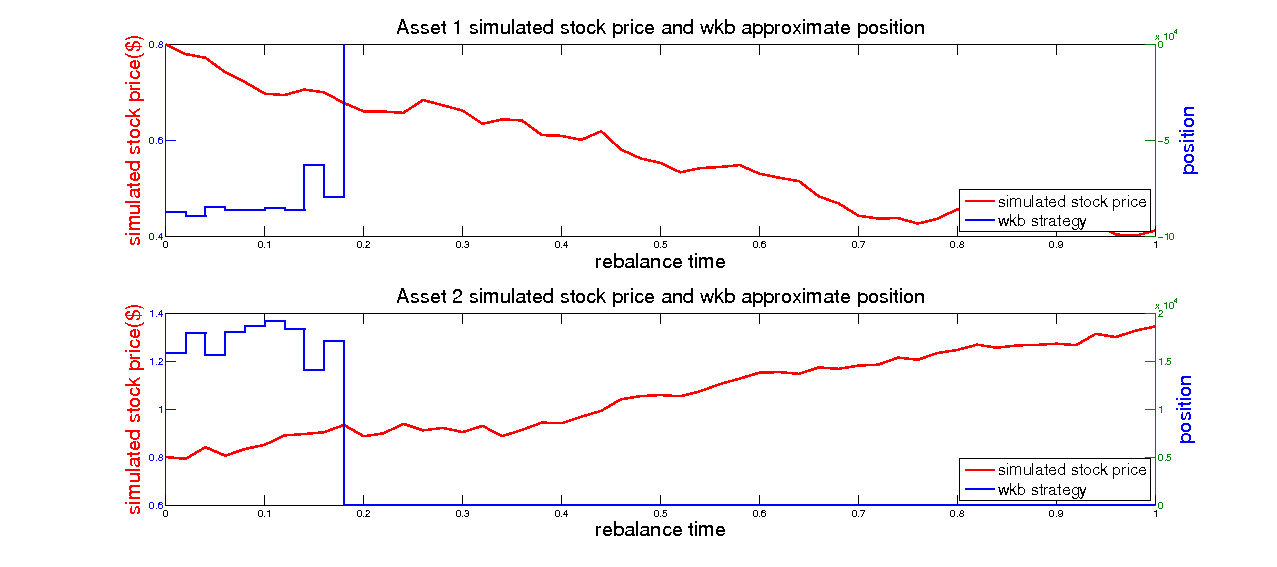 Asset 1 simulated stock price and wkb approximate position
x 10^4
simulated stock price($)
0.8
0.6
0.4
0
−5
−10
position
simulated stock price
wkb strategy
0 0.1 0.2 0.3 0.4 0.5 0.6 0.7 0.8 0.9 1
rebalance time
Asset 2 simulated stock price and wkb approximate position
x 10^4
simulated stock price($)
1.4
1.2
1
0.8
0.6
2
1.5
1
0.5
0
position
simulated stock price
wkb strategy
0 0.1 0.2 0.3 0.4 0.5 0.6 0.7 0.8 0.9 1
rebalance time